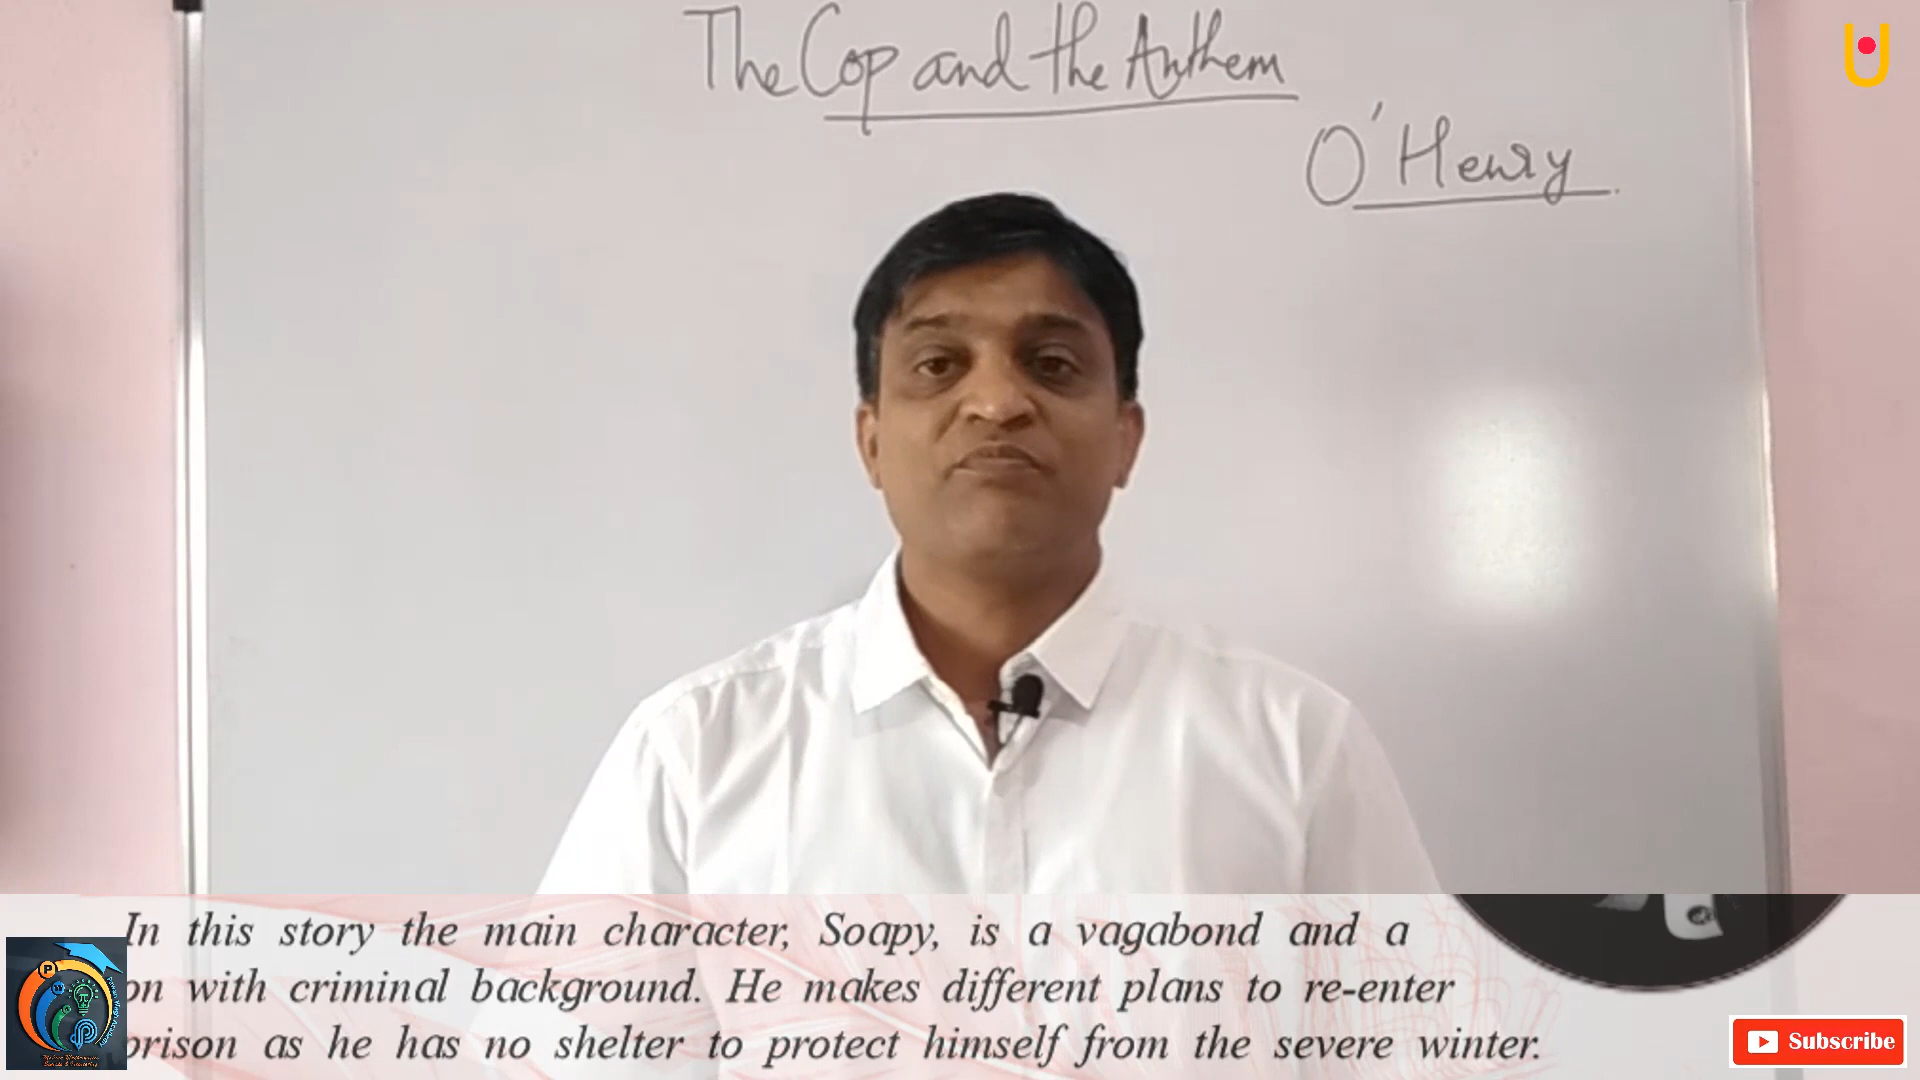 The Cop and the Anthem
O'Henry
In this story the main character, Soapy, is a vagabond and a
on with criminal background. He makes different plans to re-enter
prison as he has no shelter to protect himself from the severe winter.
Subscribe